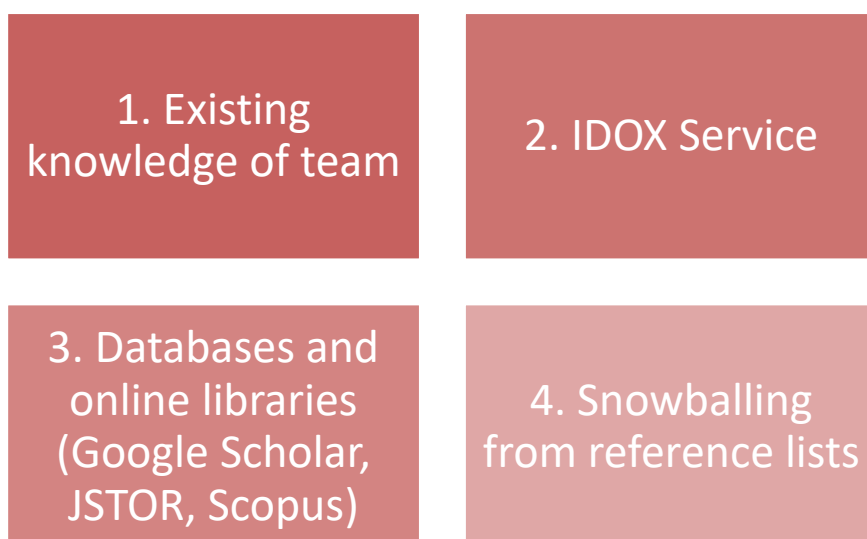 1. Existing
knowledge of team
2. IDOX Service
3. Databases and
online libraries
(Google Scholar,
JSTOR, Scopus)
4. Snowballing
from reference lists